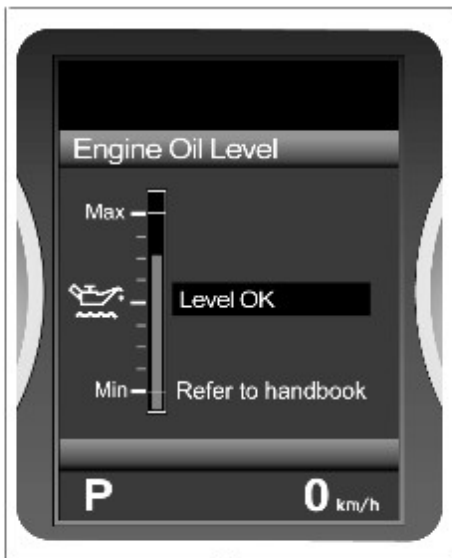 Engine Oil Level
Max
Level OK
Min
Refer to handbook
P
0 km/h